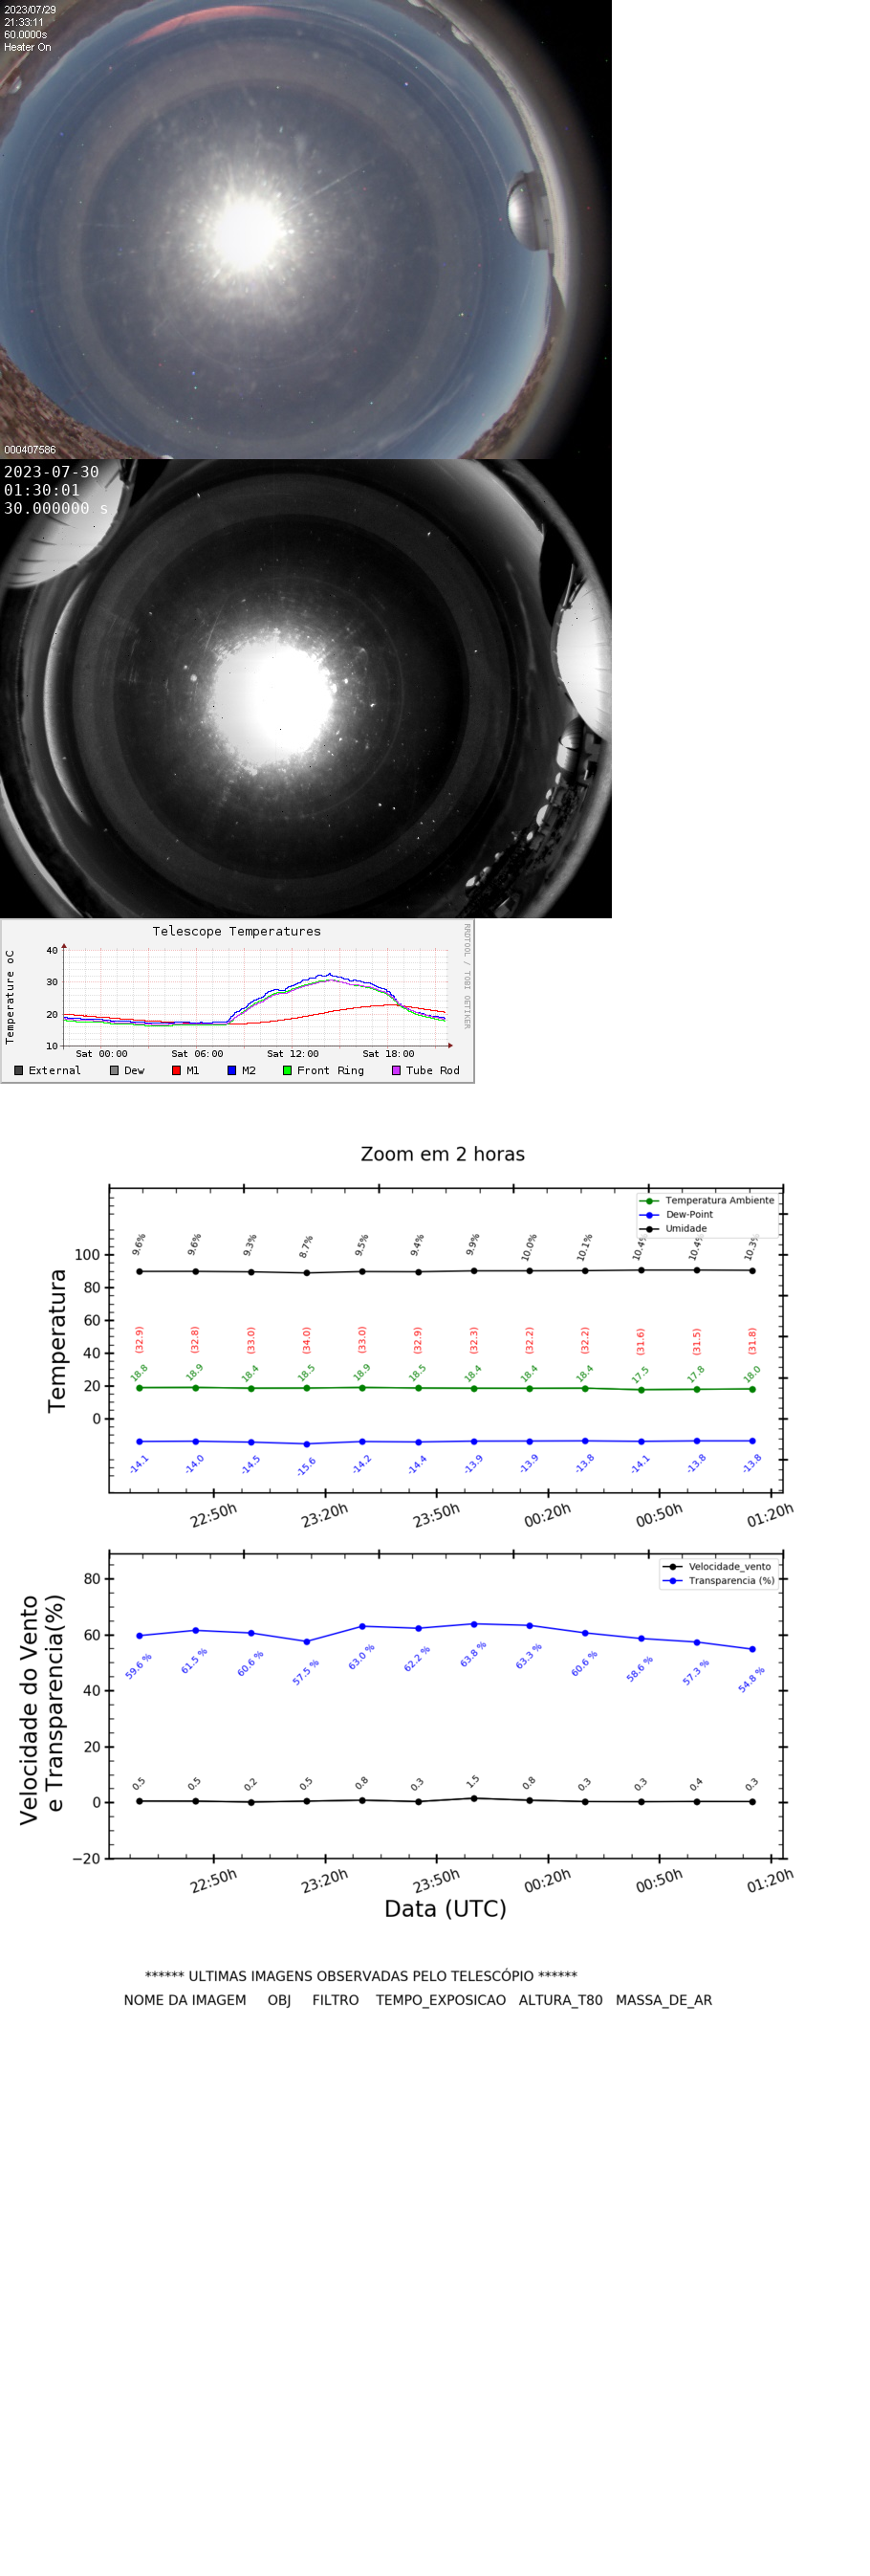 2023/07/29
21:33:11
60.0000s
Heater On
000407586
2023-07-30
01:30:01
30.000000 s
Telescope Temperatures
RRDTOOL / TOBI OETIKER
Temperature oC
40
30
20
10
Sat 00:00 Sat 06:00 Sat 12:00 Sat 18:00
External Dew M1 M2 Front Ring Tube Rod
Zoom em 2 horas
Temperatura Ambiente
Dew-Point
Umidade
Temperatura
100
80
60
40
20
0
9.6% 9.6% 9.3% 8.7% 9.5% 9.4% 9.9% 10.0% 10.1% 10.4% 10.4% 10.3%
(32.9) (32.8) (33.0) (34.0) (33.0) (32.9) (32.3) (32.2) (32.2) (31.6) (31.5) (31.8)
18.8 18.9 18.4 18.5 18.9 18.5 18.4 18.4 18.4 17.5 17.8 18.0
-14.1 -14.0 -14.5 -15.6 -14.2 -14.4 -13.9 -13.9 -13.8 -14.1 -13.8 -13.8
22:50h 23:20h 23:50h 00:20h 00:50h 01:20h
Velocidade_vento
Transparencia (%)
Velocidade do Vento
e Transparencia(%)
80
60
40
20
0
−20
59.6 % 61.5 % 60.6 % 57.5 % 63.0 % 62.2 % 63.8 % 63.3 % 60.6 % 58.6 % 57.3 % 54.8 %
0.5 0.5 0.2 0.5 0.8 0.3 1.5 0.8 0.3 0.3 0.4 0.3
22:50h 23:20h 23:50h 00:20h 00:50h 01:20h
Data (UTC)
****** ULTIMAS IMAGENS OBSERVADAS PELO TELESCÓPIO ******
NOME DA IMAGEM OBJ FILTRO TEMPO_EXPOSICAO ALTURA_T80 MASSA_DE_AR